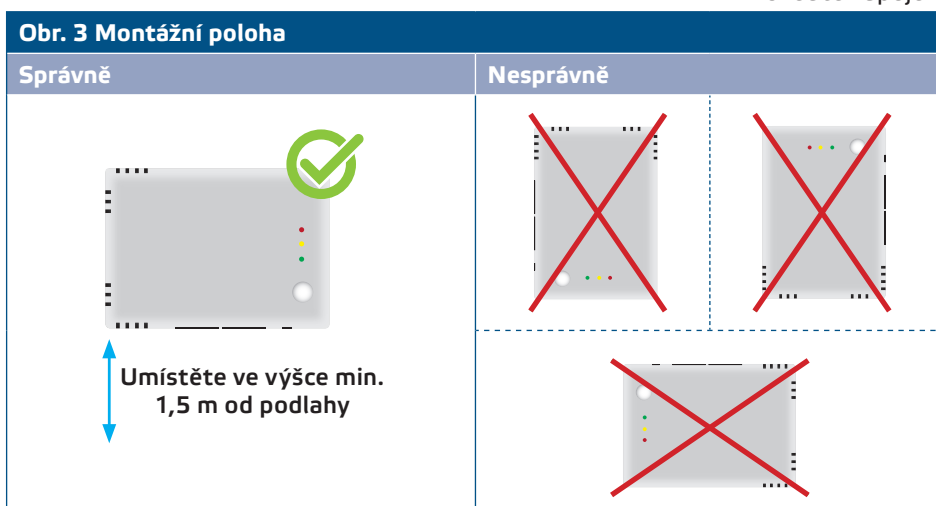 Obr. 3 Montážní poloha
Správně
Nesprávně
Umístěte ve výšce min.
1,5 m od podlahy